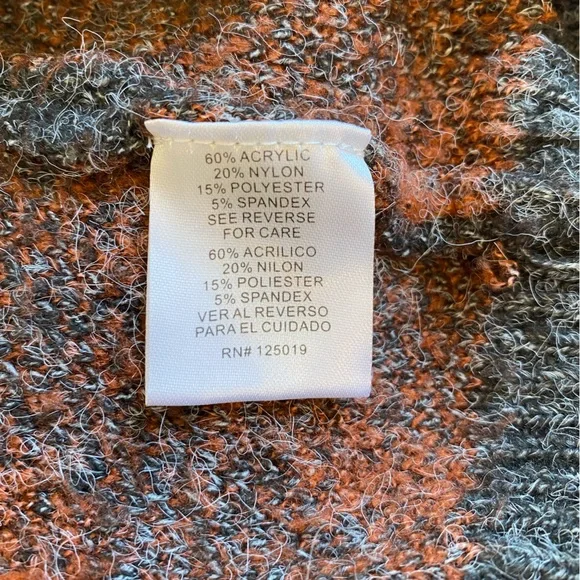 60% ACRYLIC
20% NYLON
15% POLYESTER
5% SPANDEX
SEE REVERSE
FOR CARE
60% ACRILICO
20% NILON
15% POLIESTER
5% SPANDEX
VER AL REVERSO
PARA EL CUIDADO
RN# 125019